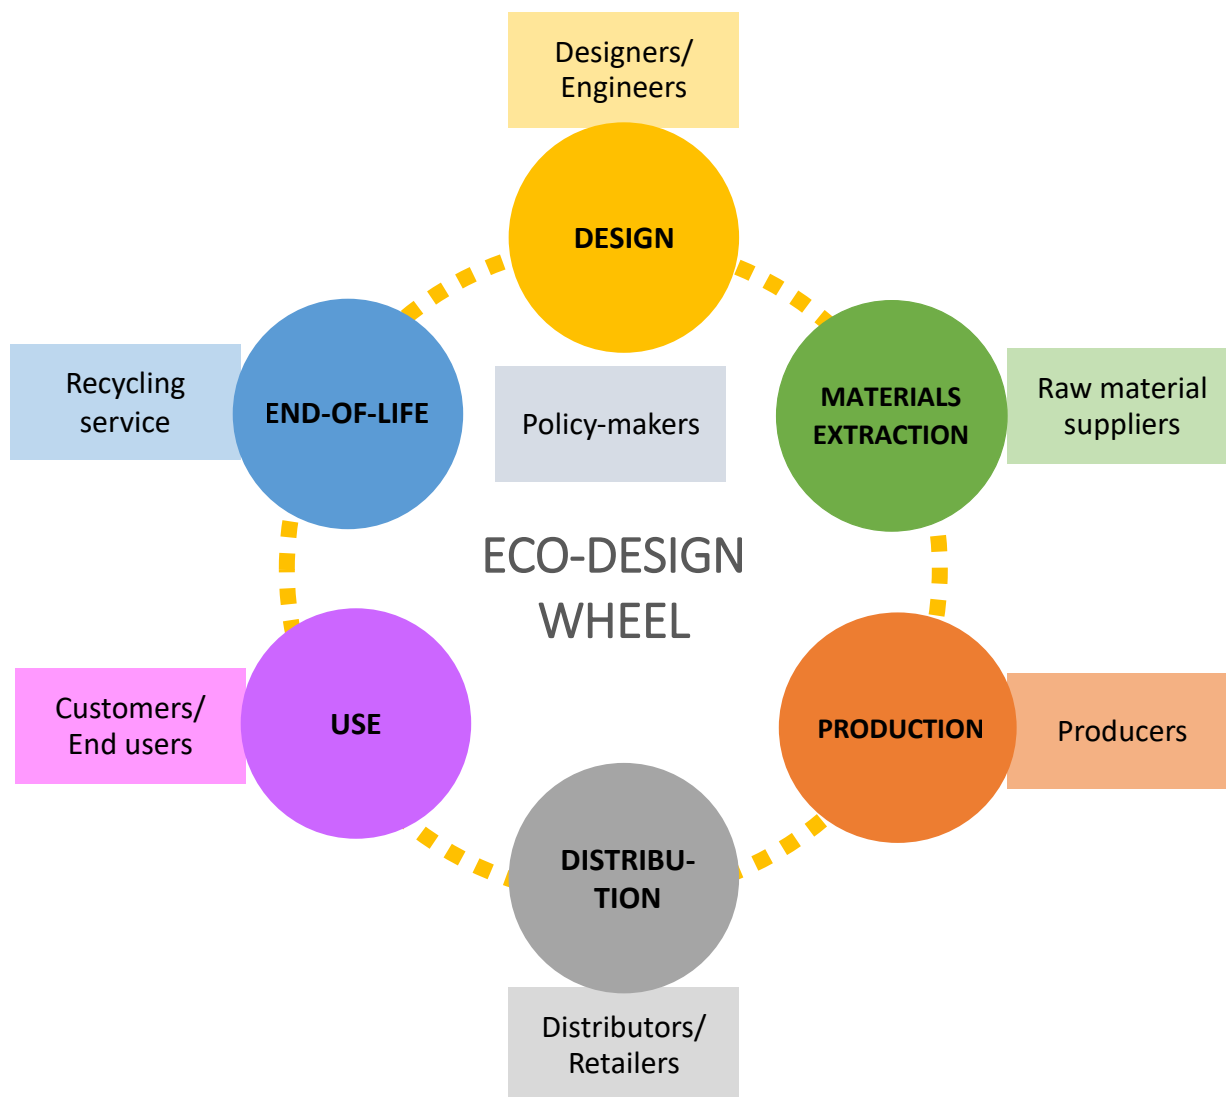 Designers/
Engineers
DESIGN
MATERIALS
EXTRACTION
Raw material
suppliers
PRODUCTION
Producers
DISTRIBU-
TION
Distributors/
Retailers
USE
Customers/
End users
END-OF-LIFE
Recycling
service
Policy-makers
ECO-DESIGN
WHEEL